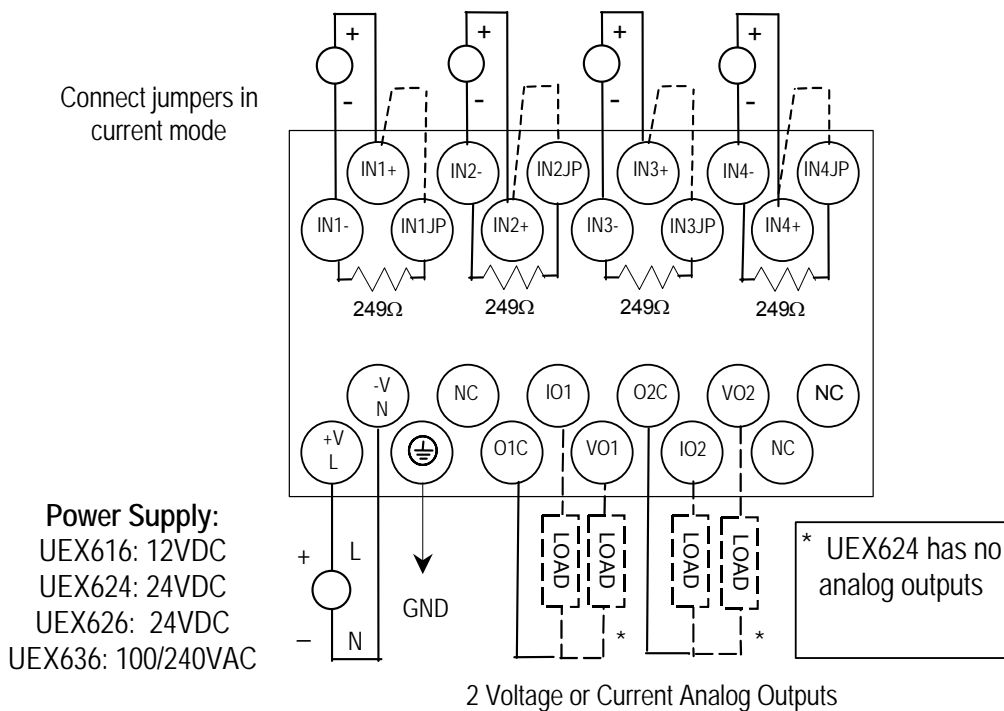 + + + +
- - - -
Connect jumpers in
current mode
IN1+ IN2- IN2JP IN3+ IN4- IN4JP
IN1- IN1JP IN2+ IN3- IN3JP IN4+
249Ω 249Ω 249Ω 249Ω
-V
N
NC IO1 O2C VO2 NC
+V
L
O1C VO1 IO2 NC
Power Supply:
UEX616: 12VDC
UEX624: 24VDC
UEX626: 24VDC
UEX636: 100/240VAC
+ L
– N
GND
LOAD LOAD LOAD LOAD
* *
* UEX624 has no
analog outputs
2 Voltage or Current Analog Outputs